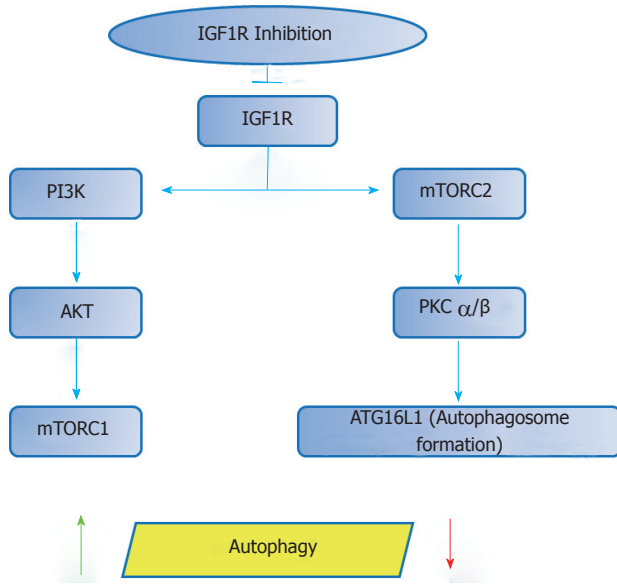 IGF1R Inhibition
IGF1R
PI3K
mTORC2
AKT
PKC α/β
mTORC1
ATG16L1 (Autophagosome
formation)
Autophagy